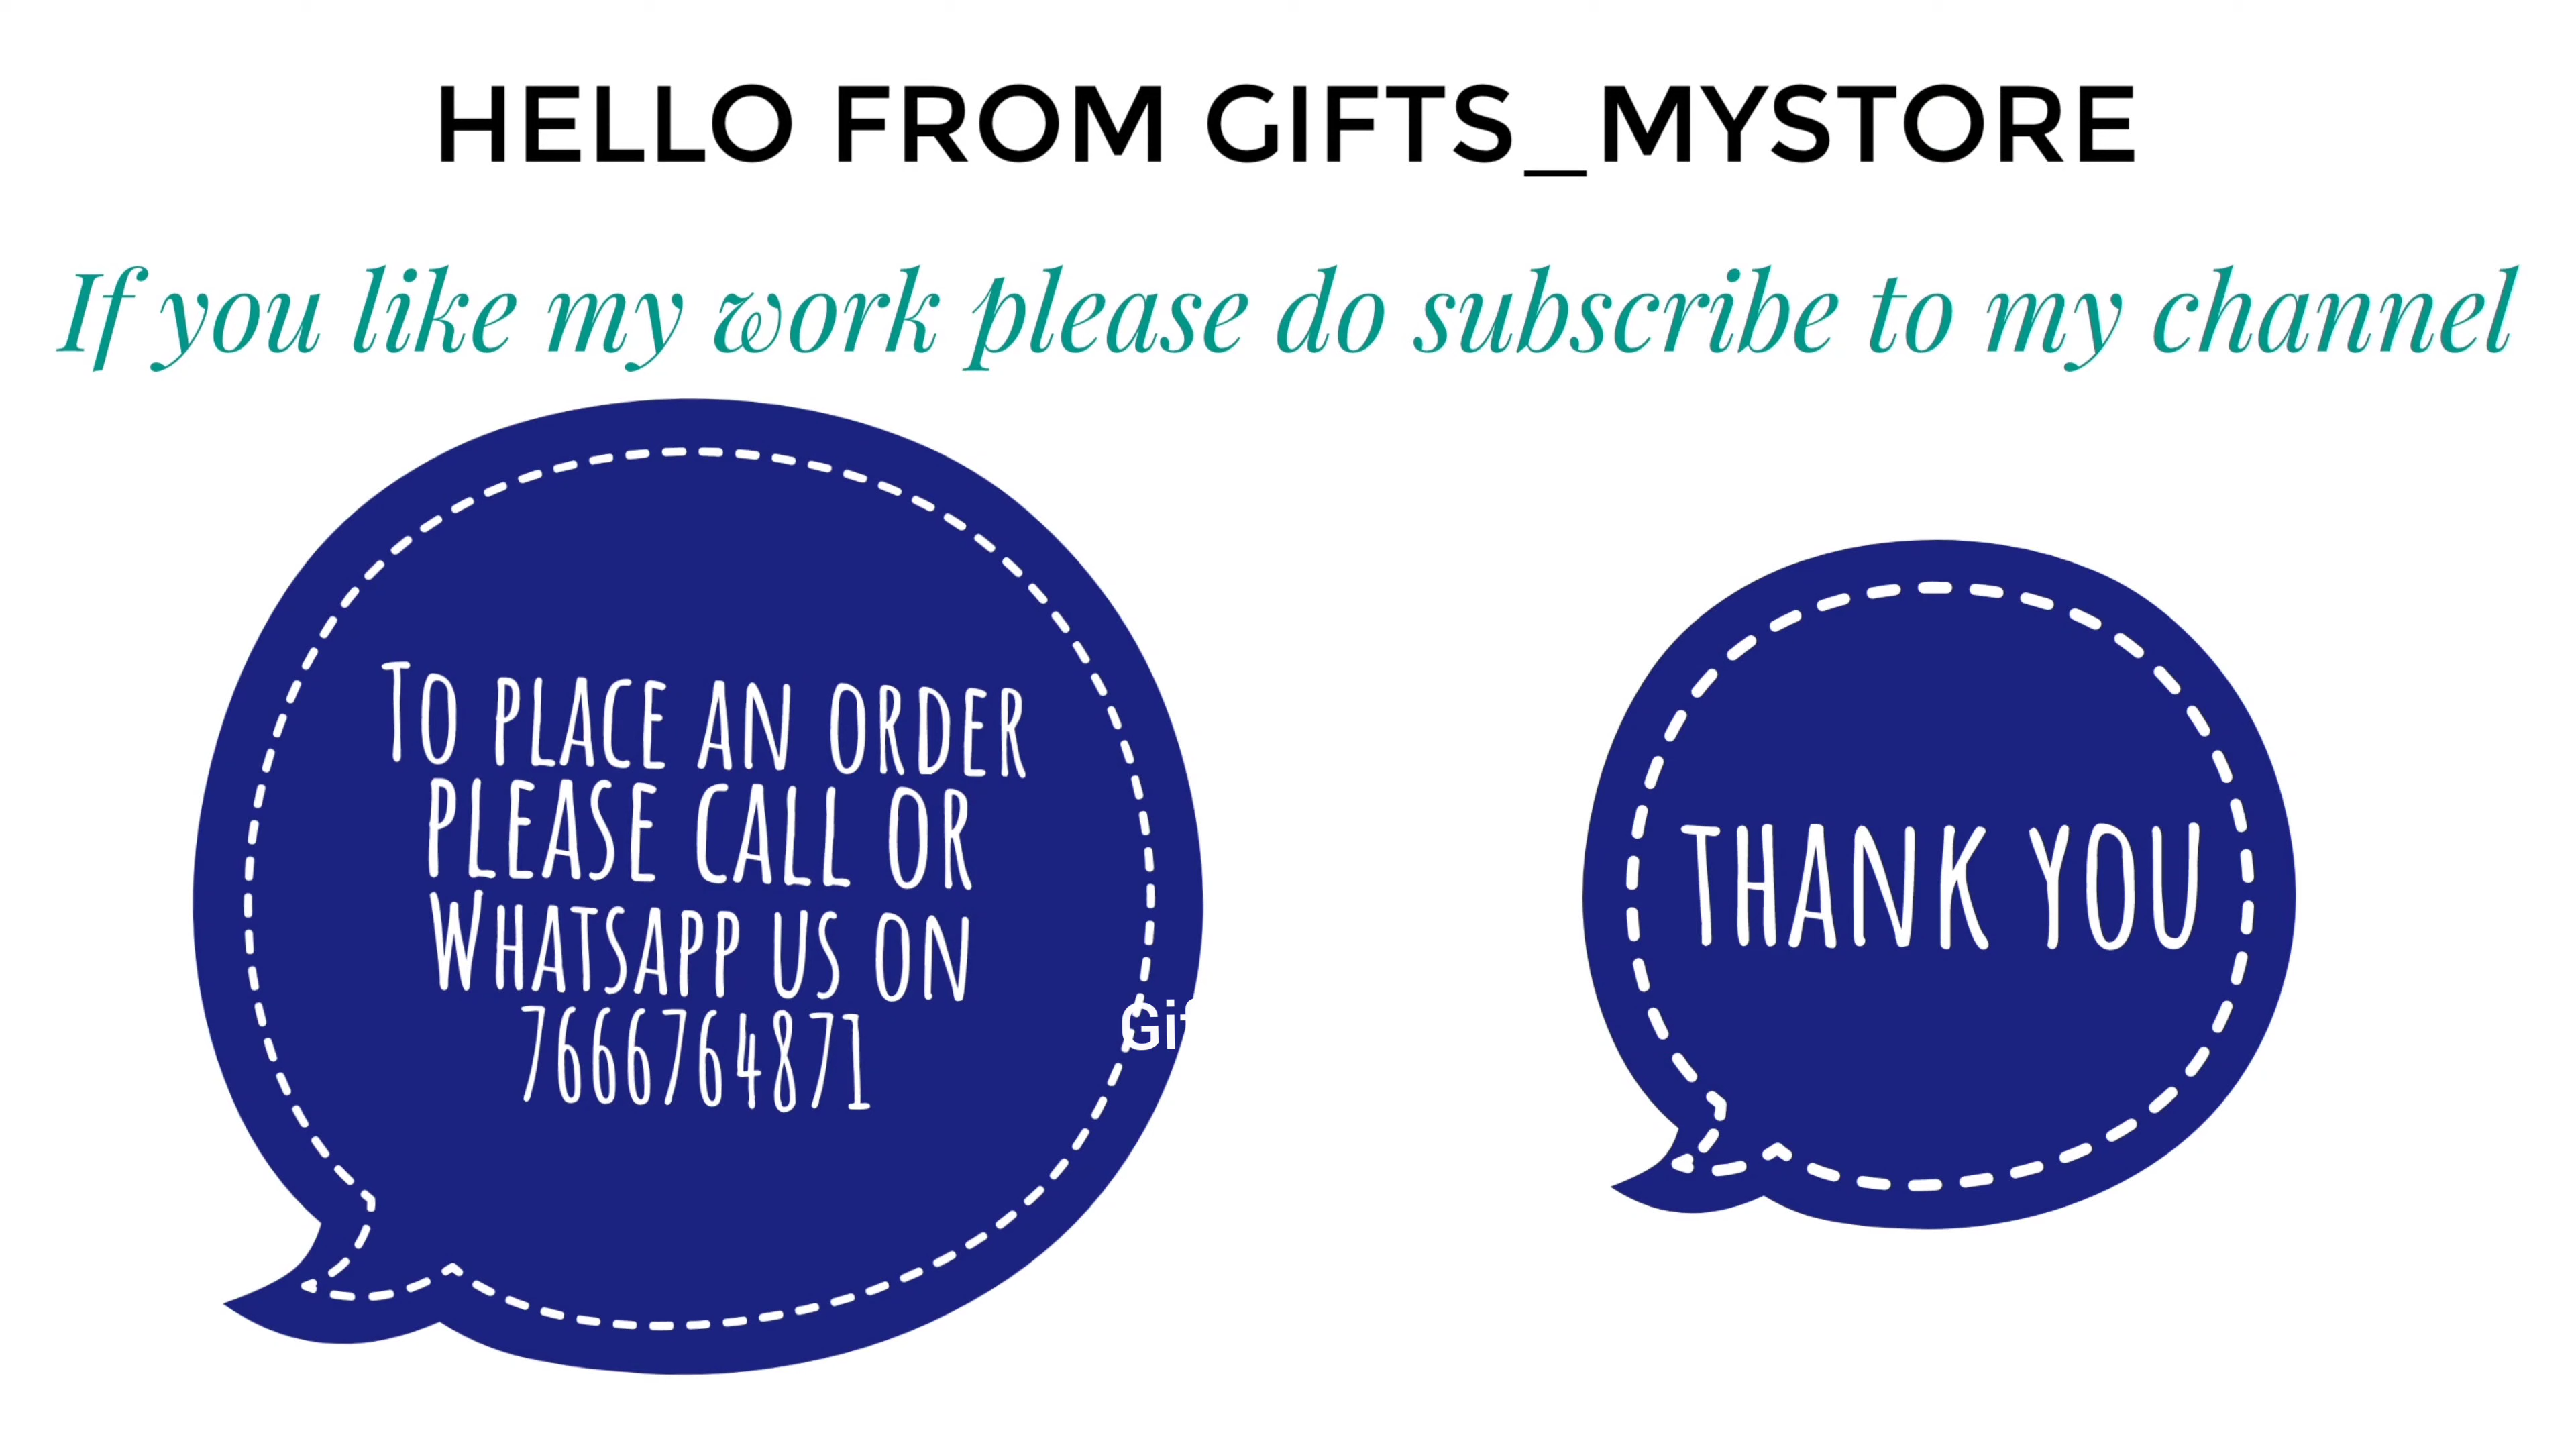 HELLO FROM GIFTS_MYSTORE
If you like my work please do subscribe to my channel
To place an order
please call or
Whatsapp us on
7666764871
THANK YOU